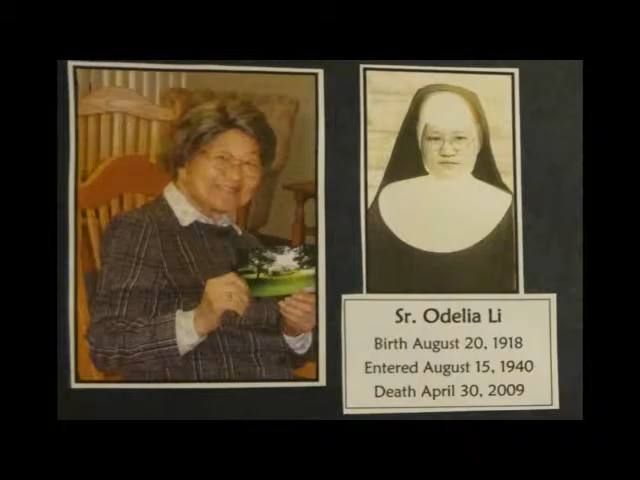 Sr. Odelia Li
Birth August 20, 1918
Entered August 15, 1940
Death April 30, 2009